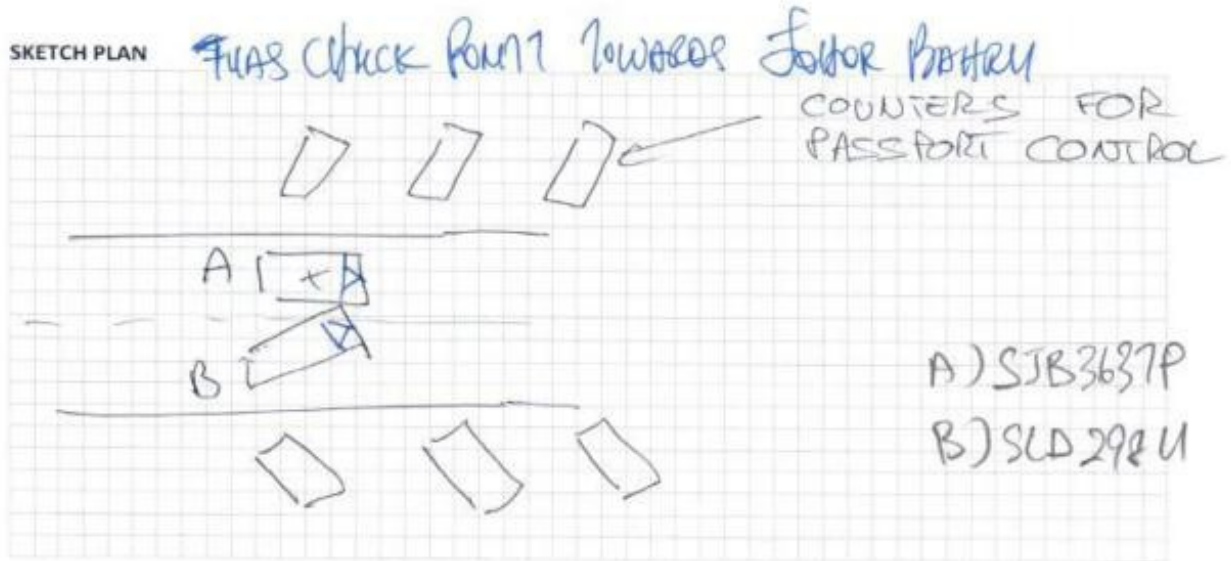 SKETCH PLAN TUAS CHECK POINT TOWARDS JOHOR BAHRU
COUNTERS FOR
PASSPORT CONTROL
A
B
A) SJB3637P
B) SLD298U